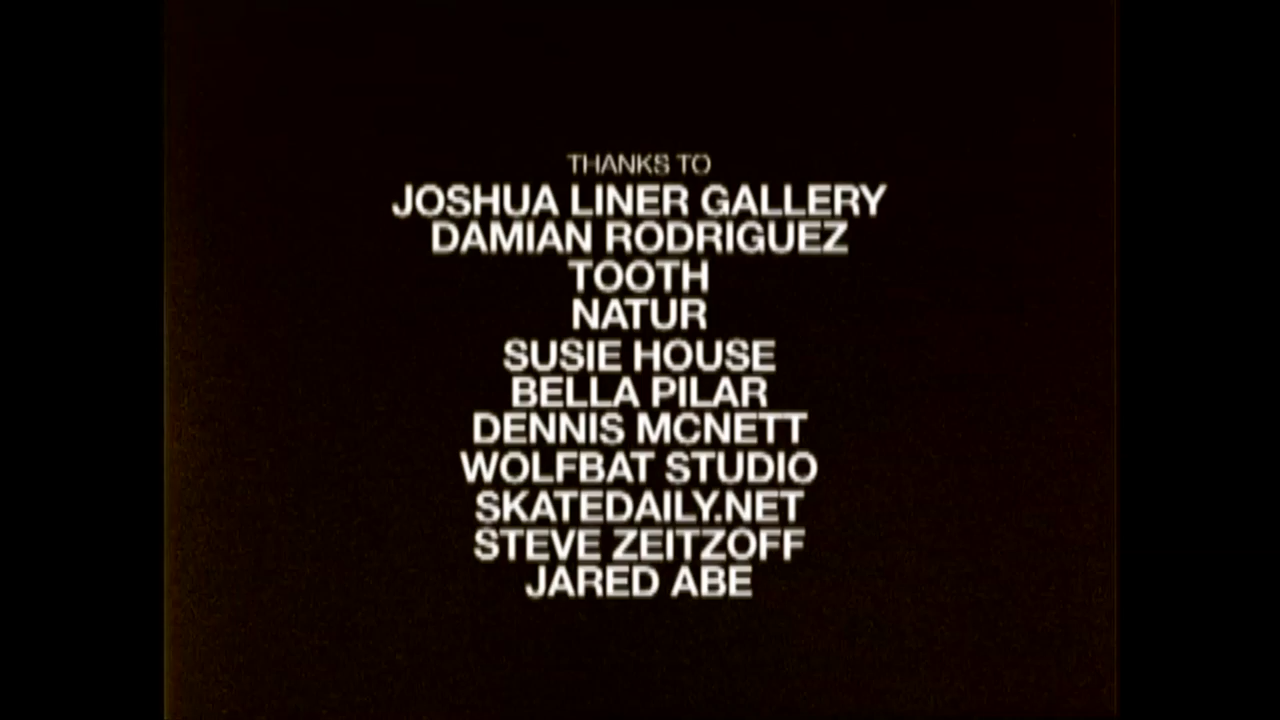 THANKS TO
JOSHUA LINER GALLERY
DAMIAN RODRIGUEZ
TOOTH
NATUR
SUSIE HOUSE
BELLA PILAR
DENNIS MCNETT
WOLFBAT STUDIO
SKATEDAILY.NET
STEVE ZEITZOFF
JARED ABE